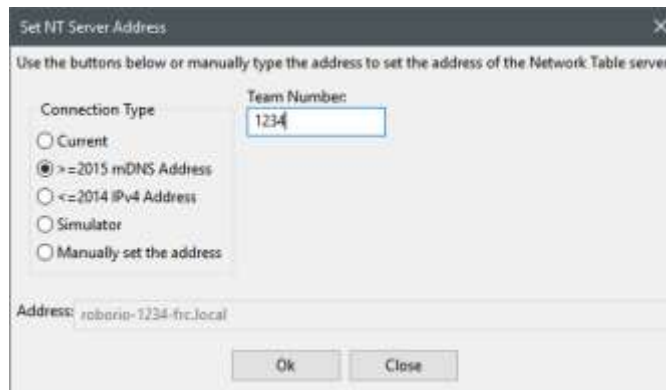 Set NT Server Address
Use the buttons below or manually type the address to set the address of the Network Table server
Connection Type
Team Number:
1234
Current
>=2015 mDNS Address
<=2014 IPv4 Address
Simulator
Manually set the address
Address: roborio-1234-frc.local
Ok Close